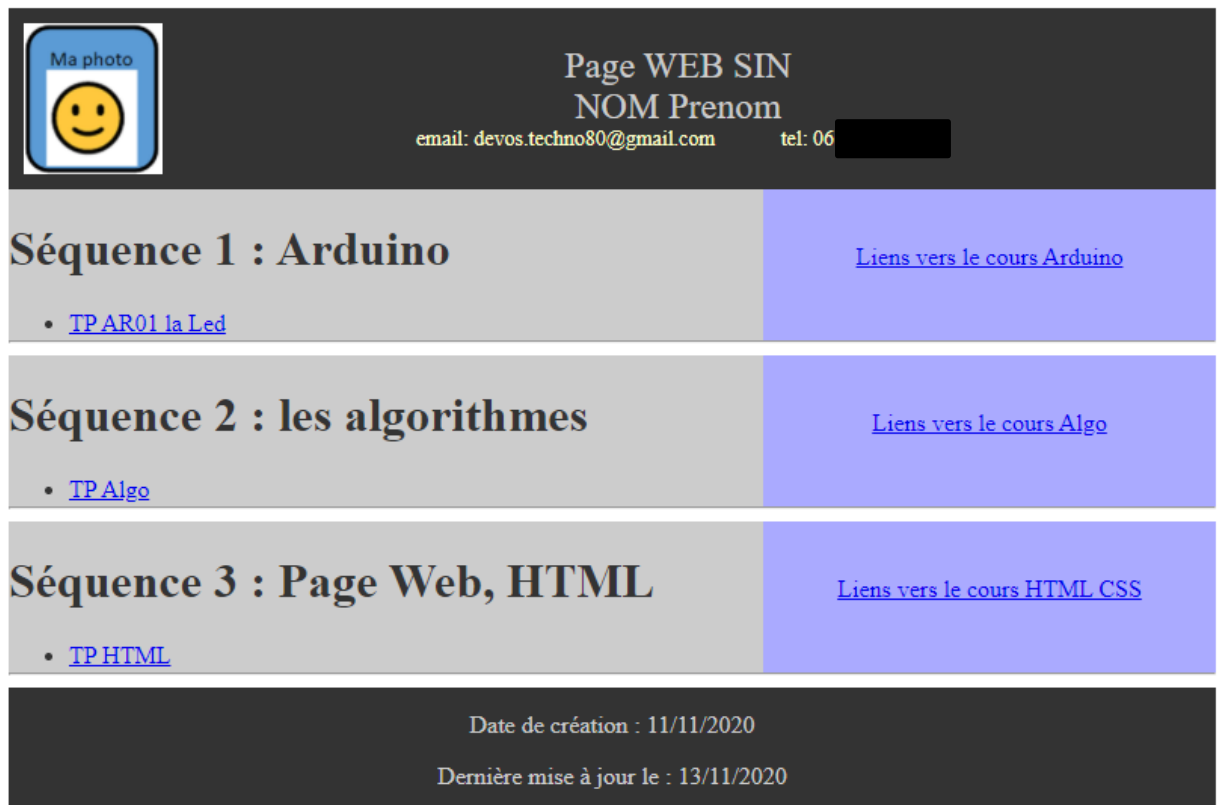 Ma photo
Page WEB SIN
NOM Prenom
email: devos.techno80@gmail.com tel: 06
Séquence 1 : Arduino
Liens vers le cours Arduino
TP AR01 la Led
Séquence 2 : les algorithmes
Liens vers le cours Algo
TP Algo
Séquence 3 : Page Web, HTML
Liens vers le cours HTML CSS
TP HTML
Date de création : 11/11/2020
Dernière mise à jour le : 13/11/2020